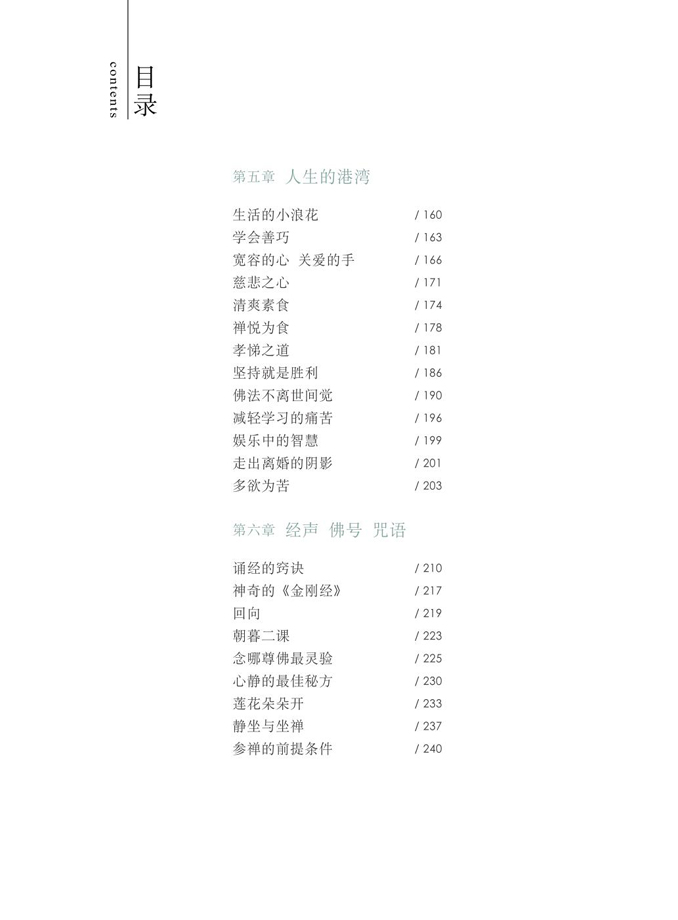 目录
contents
第五章 人生的港湾
生活的小浪花 / 160
学会善巧 / 163
宽容的心 关爱的手 / 166
慈悲之心 / 171
清爽素食 / 174
禅悦为食 / 178
孝悌之道 / 181
坚持就是胜利 / 186
佛法不离世间觉 / 190
减轻学习的痛苦 / 196
娱乐中的智慧 / 199
走出离婚的阴影 / 201
多欲为苦 / 203
第六章 经声 佛号 咒语
诵经的窍诀 / 210
神奇的《金刚经》 / 217
回向 / 219
朝暮二课 / 223
念哪尊佛最灵验 / 225
心静的最佳秘方 / 230
莲花朵朵开 / 233
静坐与坐禅 / 237
参禅的前提条件 / 240